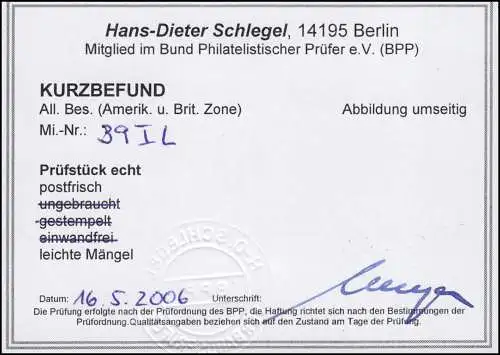 Hans-Dieter Schlegel, 14195 Berlin
Mitglied im Bund Philatelistischer Prüfer e.V. (BPP)
KURZBEFUND
All. Bes. (Amerik. u. Brit. Zone) Abbildung umseitig
Mi.-Nr.: 39 I L
Prüfstück echt
postfrisch
ungebraucht
gestempelt
einwandfrei
leichte Mängel
Datum: 16.5.2006 Unterschrift:
Die Prüfung erfolgte nach der Prüfordnung des BPP, die Haftung richtet sich nach den Bestimmungen der
Prüfordnung.Qualitätsangaben beziehen sich auf den Zustand am Tage der Prüfung.